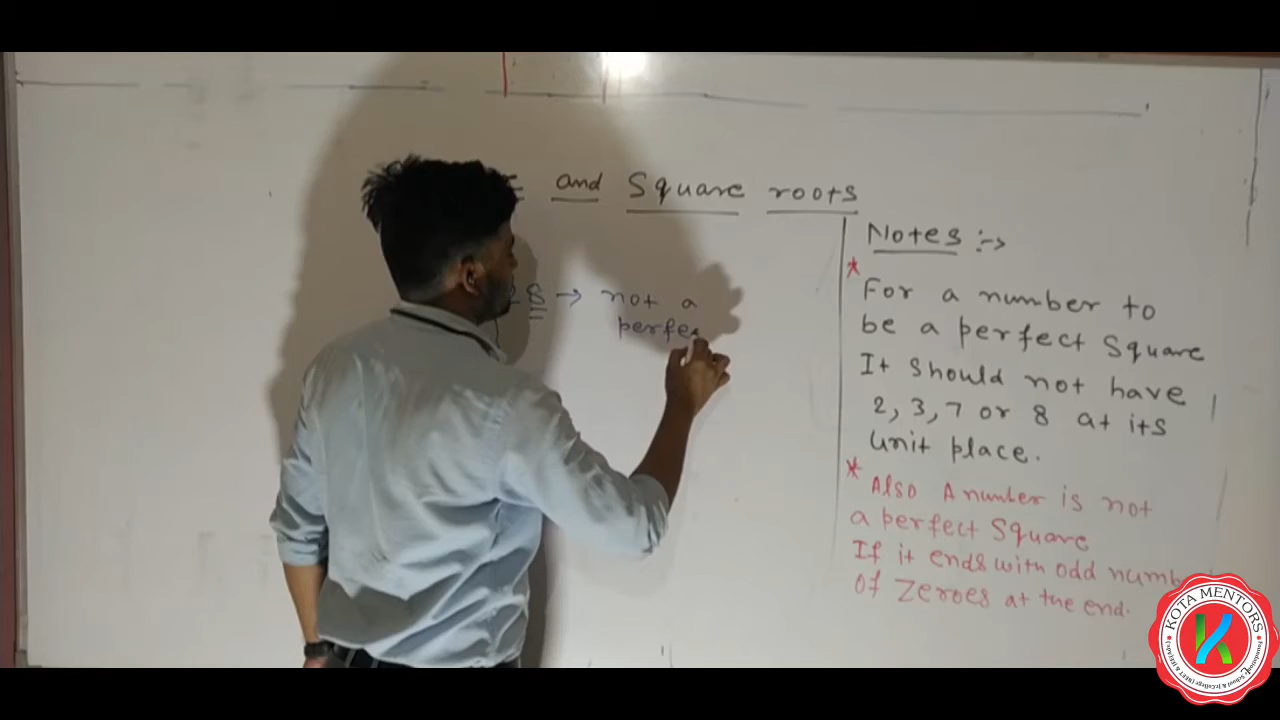 and Square roots
28 → not a
perfe
Notes :->
* For a number to
be a perfect Square
It should not have
2, 3, 7 or 8 at its
unit place.
* Also A number is not
a perfect Square
If it ends with odd numb
of Zeroes at the end.
KOTA MENTORS